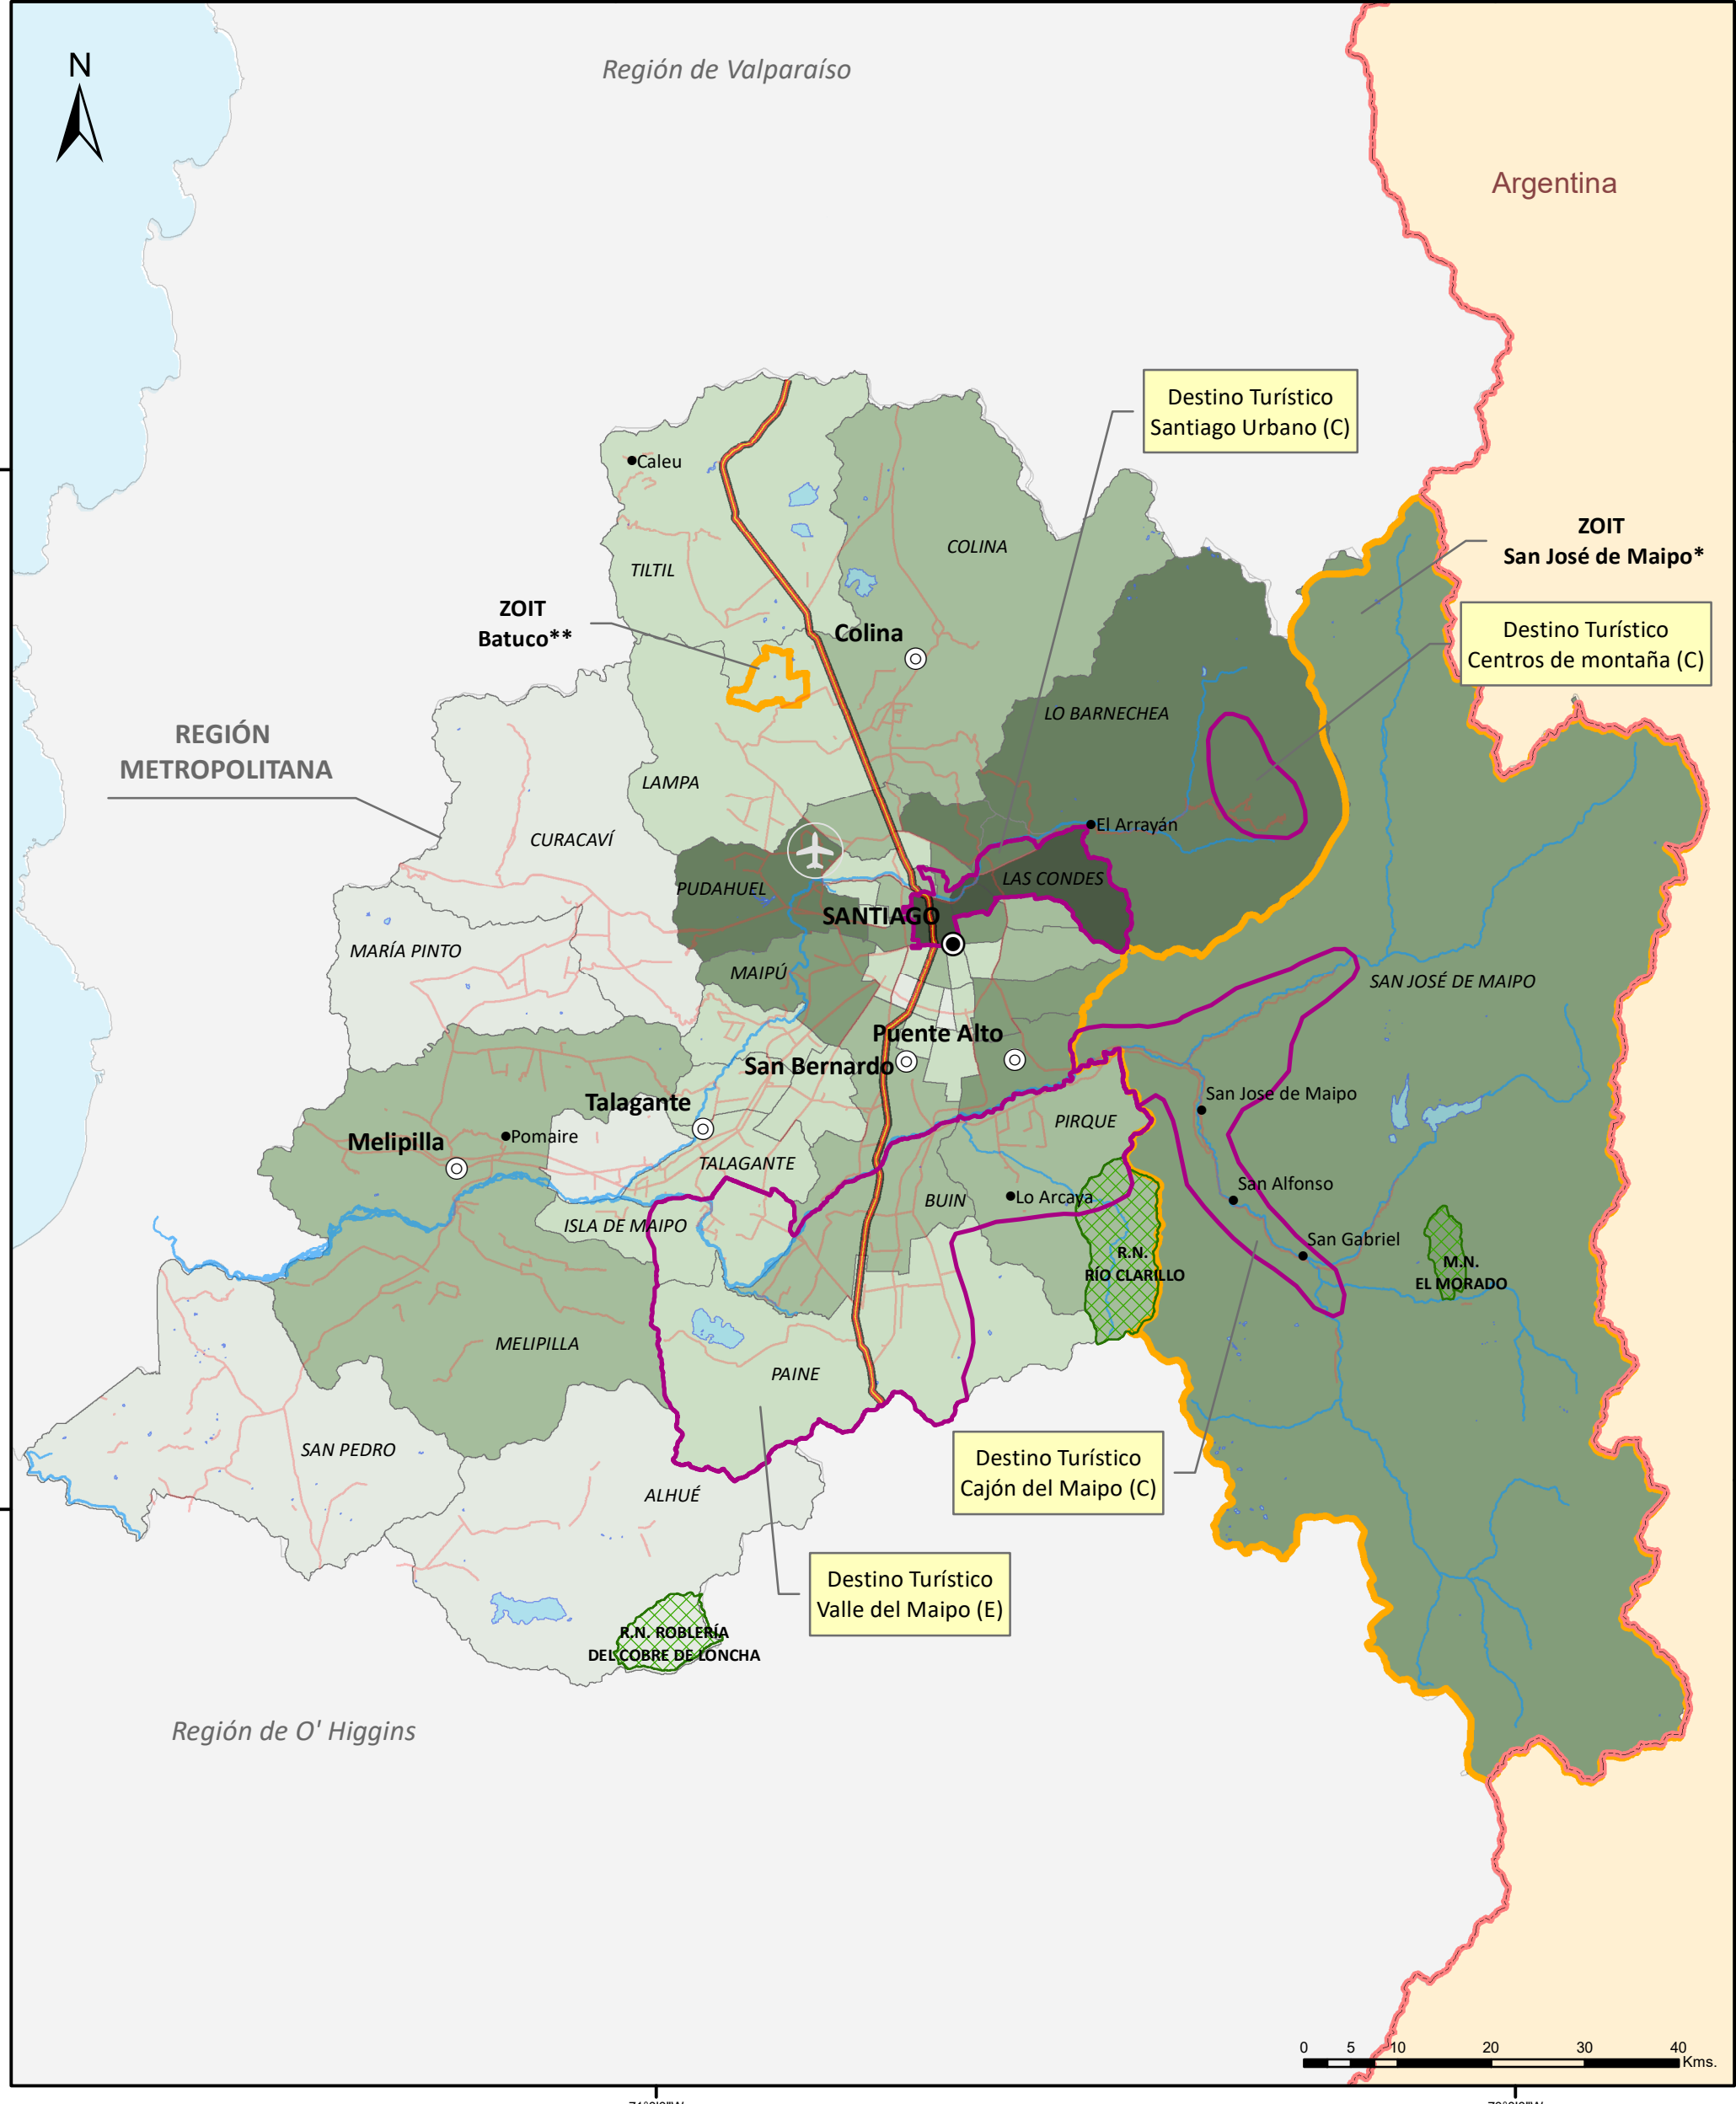 N
Región de Valparaíso
Argentina
Destino Turístico
Santiago Urbano (C)
Caleu
COLINA
ZOIT
San José de Maipo*
TILTIL
ZOIT
Batuco**
Colina
Destino Turístico
Centros de montaña (C)
LO BARNECHEA
REGIÓN
METROPOLITANA
LAMPA
El Arrayán
CURACAVÍ
LAS CONDES
PUDAHUEL
SANTIAGO
MARÍA PINTO
MAIPÚ
SAN JOSÉ DE MAIPO
Puente Alto
San Bernardo
San Jose de Maipo
Talagante
PIRQUE
Pomaire
Melipilla
TALAGANTE
San Alfonso
Lo Arcaya
BUIN
ISLA DE MAIPO
San Gabriel
R.N.
RÍO CLARILLO
M.N.
EL MORADO
MELIPILLA
PAINE
SAN PEDRO
Destino Turístico
Cajón del Maipo (C)
ALHUÉ
Destino Turístico
Valle del Maipo (E)
R.N. ROBLERÍA
DEL COBRE DE LONCHA
Región de O' Higgins
0 5 10 20 30 40
Kms.